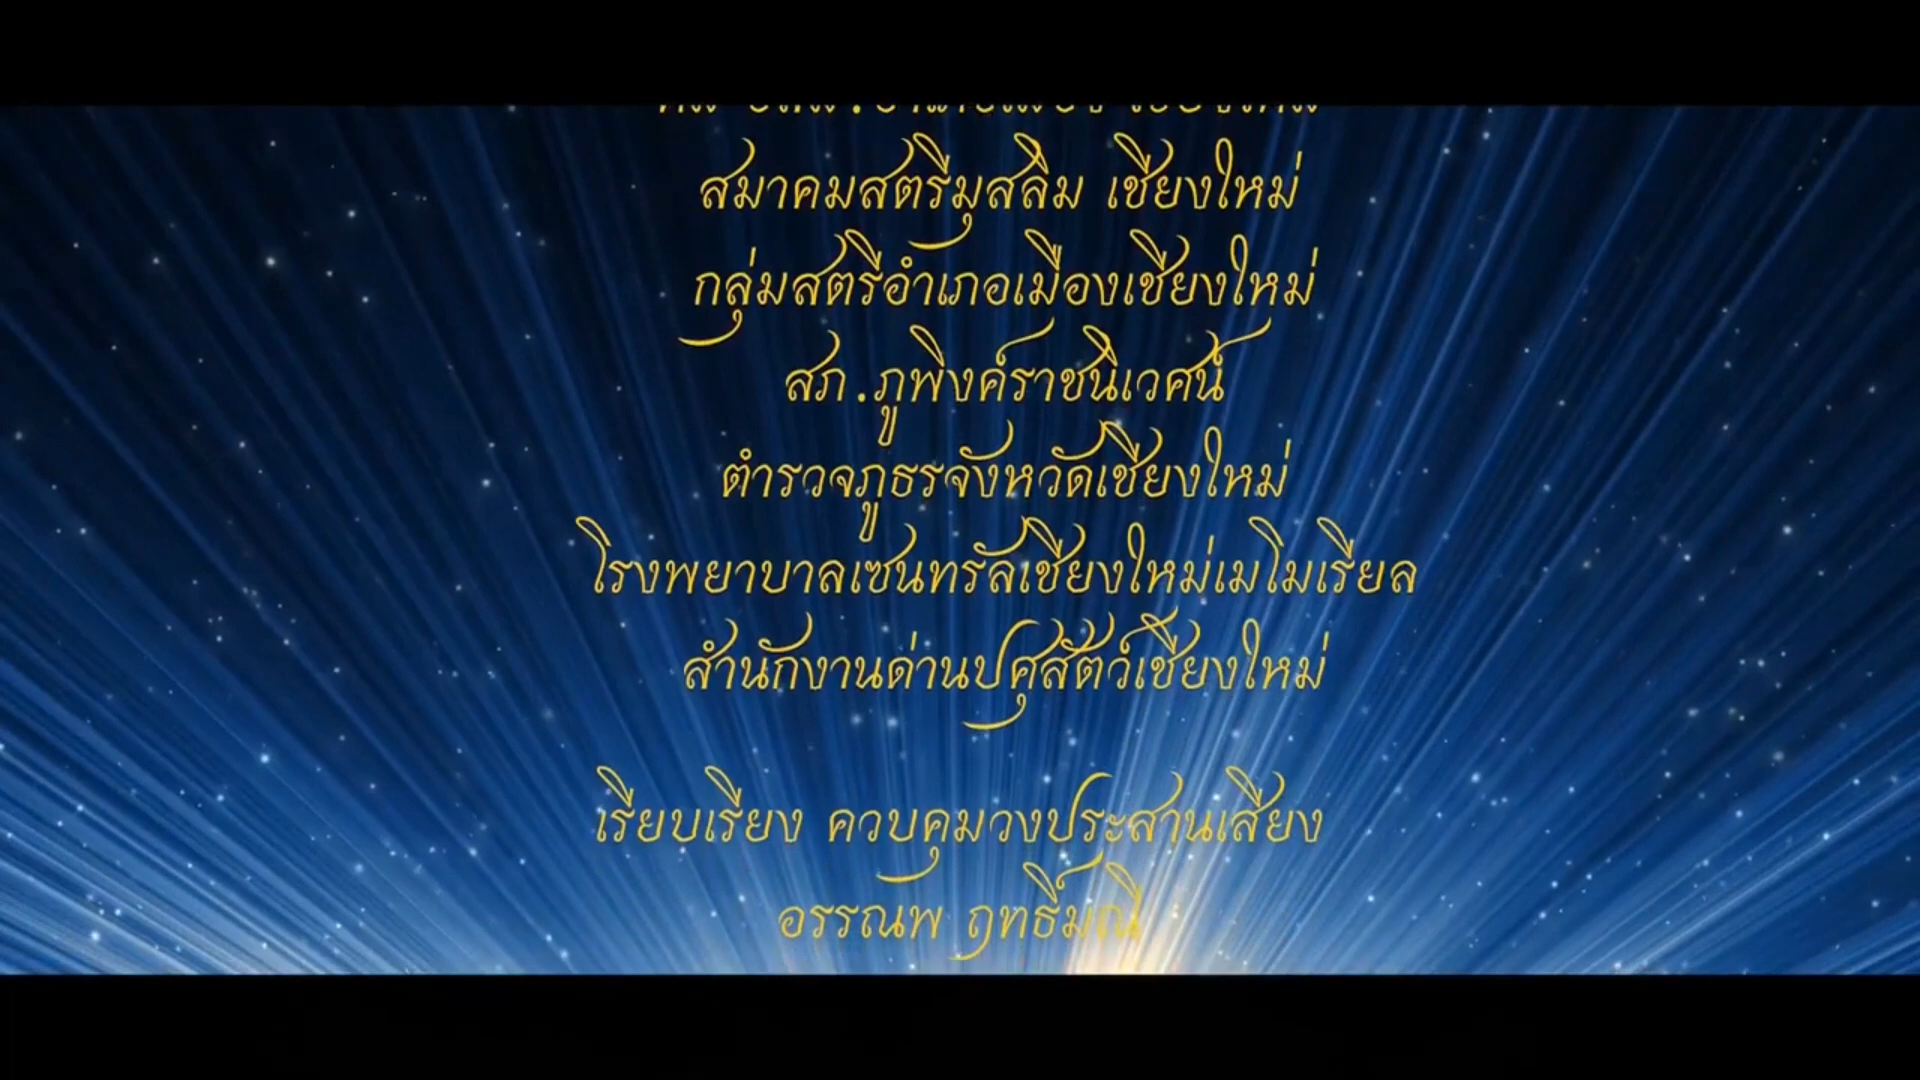 สมาคมสตรีมุสลิม เชียงใหม่
กลุ่มสตรีอำเภอเมืองเชียงใหม่
สภ.ภูพิงค์ราชนิเวศน์
ตำรวจภูธรจังหวัดเชียงใหม่
โรงพยาบาลเซนทรัลเชียงใหม่เมโมเรียล
สำนักงานด่านปศุสัตว์เชียงใหม่
เรียบเรียง ควบคุมวงประสานเสียง
อรรณพ ฤทธิ์มณี